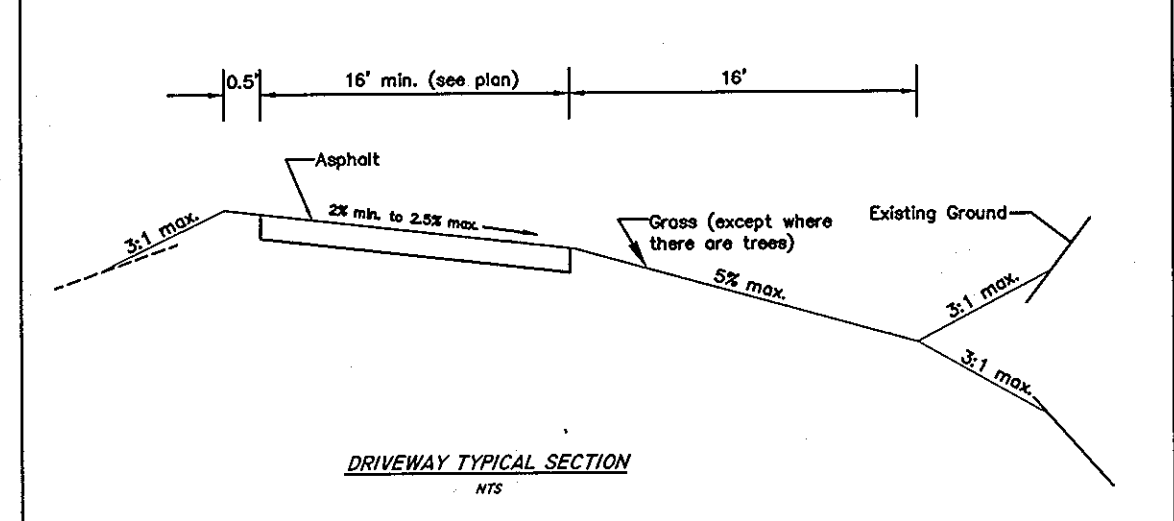 0.5'
16' min. (see plan)
16'
Asphalt
2% min. to 2.5% max.
3:1 max.
Grass (except where
there are trees)
Existing Ground
5% max.
3:1 max.
3:1 max.
DRIVEWAY TYPICAL SECTION
NTS